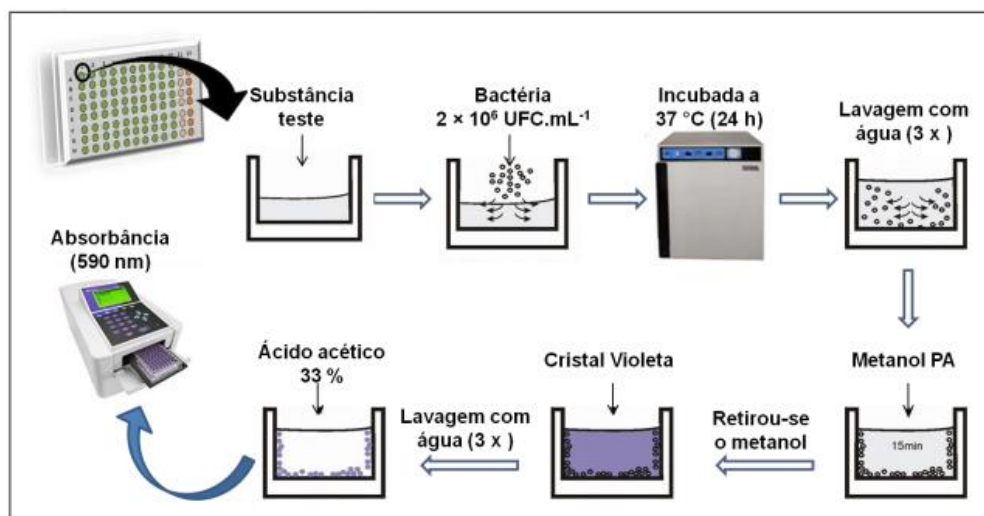 Substância
teste
Bactéria
2 × 10⁶ UFC.mL⁻¹
Incubada a
37 °C (24 h)
Lavagem com
água (3 x )
Metanol PA
15min
Retirou-se
o metanol
Cristal Violeta
Lavagem com
água (3 x )
Ácido acético
33 %
Absorbância
(590 nm)